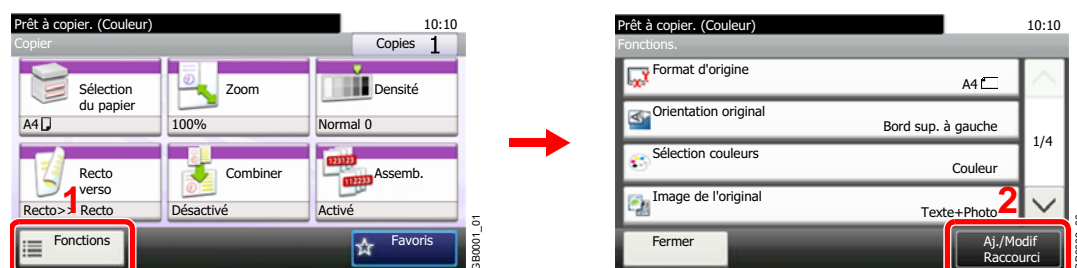 Prêt à copier. (Couleur) 10:10
Copier Copies 1
Sélection
du papier
Zoom
Densité
A4 100% Normal 0
Recto
verso
Combiner
Assemb.
123123
112233
Recto>> Recto Désactivé Activé
1
Fonctions Favoris
GB0001_01
Prêt à copier. (Couleur) 10:10
Fonctions.
Format d'origine
A4
Orientation original
Bord sup. à gauche
1/4
Sélection couleurs
Couleur
Image de l'original
Texte+Photo
2
Fermer
Aj./Modif
Raccourci